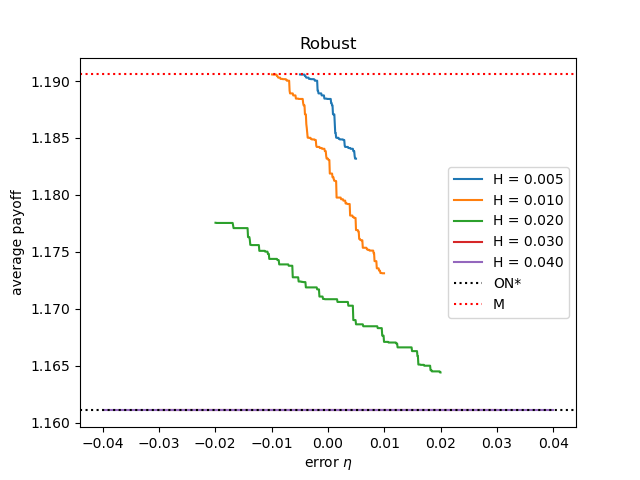 Robust
average payoff
1.190
1.185
1.180
1.175
1.170
1.165
1.160
−0.04 −0.03 −0.02 −0.01 0.00 0.01 0.02 0.03 0.04
error η
H = 0.005
H = 0.010
H = 0.020
H = 0.030
H = 0.040
ON*
M